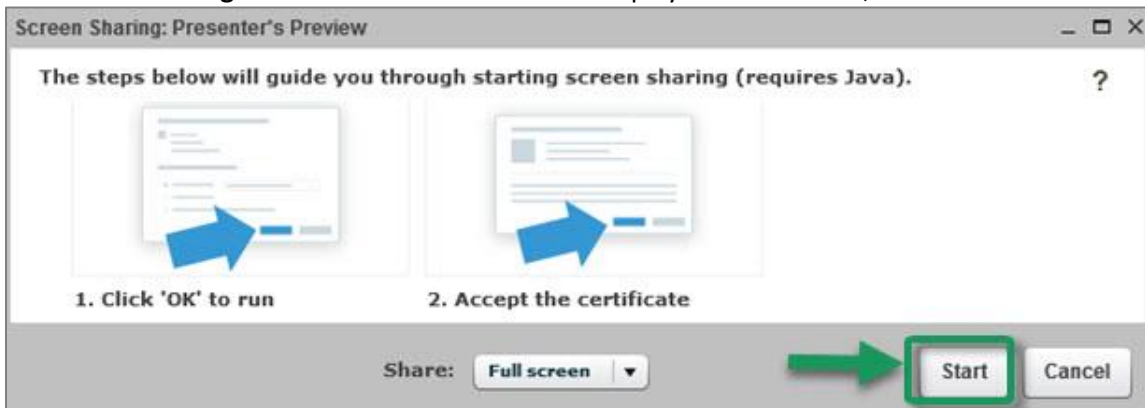 Screen Sharing: Presenter's Preview
The steps below will guide you through starting screen sharing (requires Java).
?
1. Click 'OK' to run
2. Accept the certificate
Share:
Full screen
Start
Cancel